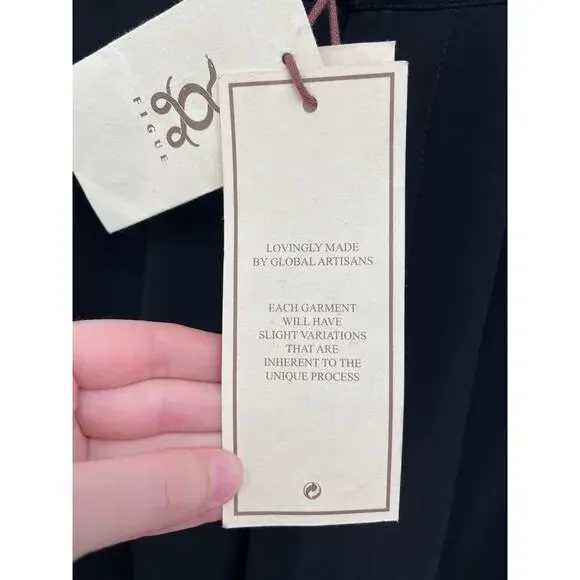 FIGUE
LOVINGLY MADE
BY GLOBAL ARTISANS
EACH GARMENT
WILL HAVE
SLIGHT VARIATIONS
THAT ARE
INHERENT TO THE
UNIQUE PROCESS